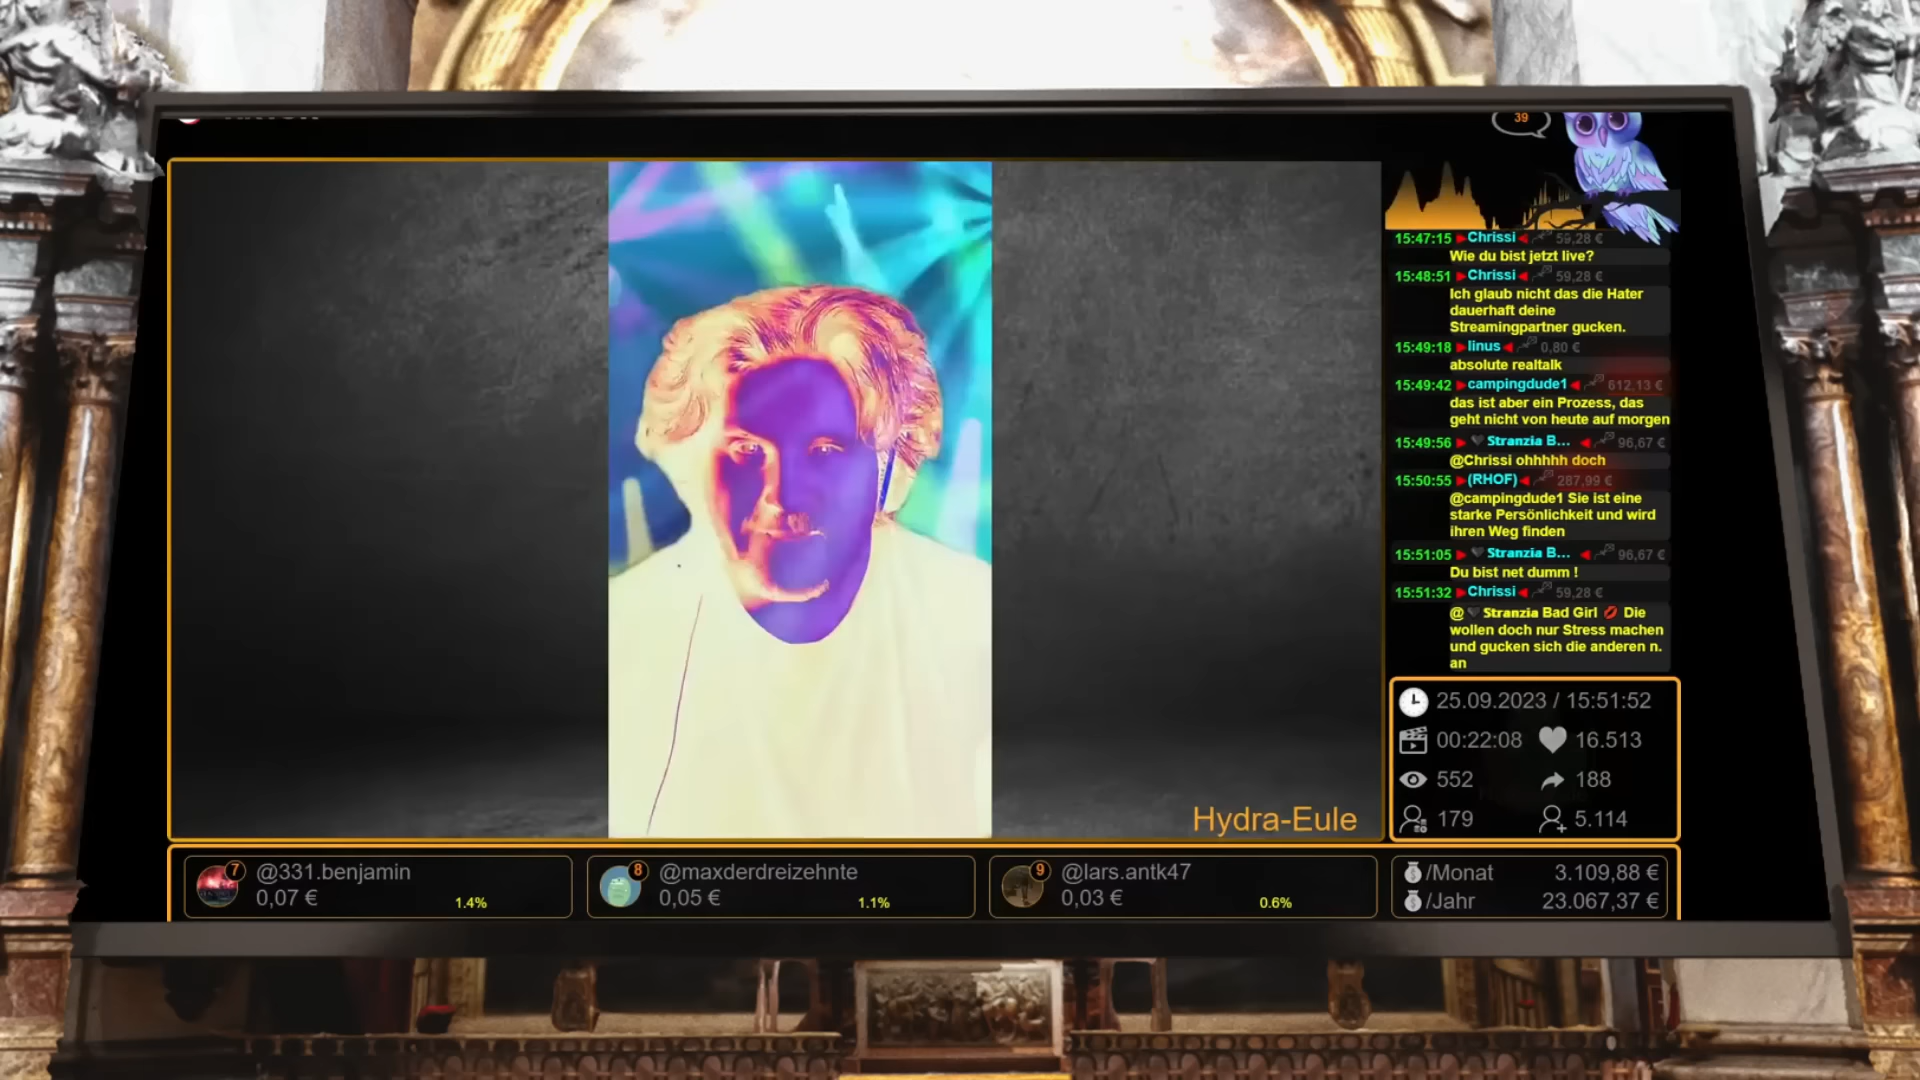 39
15:47:15 Chrissi 59,28 €
Wie du bist jetzt live?
15:48:51 Chrissi 59,28 €
Ich glaub nicht das die Hater
dauerhaft deine
Streamingpartner gucken.
15:49:18 linus 0,80 €
absolute realtalk
15:49:42 campingdude1 612,13 €
das ist aber ein Prozess, das
geht nicht von heute auf morgen
15:49:56 Stranzia B... 96,67 €
@Chrissi ohhhhh doch
15:50:55 (RHOF) 287,99 €
@campingdude1 Sie ist eine
starke Persönlichkeit und wird
ihren Weg finden
15:51:05 Stranzia B... 96,67 €
Du bist net dumm !
15:51:32 Chrissi 59,28 €
@ Stranzia Bad Girl 💋 Die
wollen doch nur Stress machen
und gucken sich die anderen n.
an
25.09.2023 / 15:51:52
00:22:08 16.513
552 188
179 5.114
Hydra-Eule
7 @331.benjamin
0,07 € 1.4%
8 @maxderdreizehnte
0,05 € 1.1%
9 @lars.antk47
0,03 € 0.6%
/Monat 3.109,88 €
/Jahr 23.067,37 €